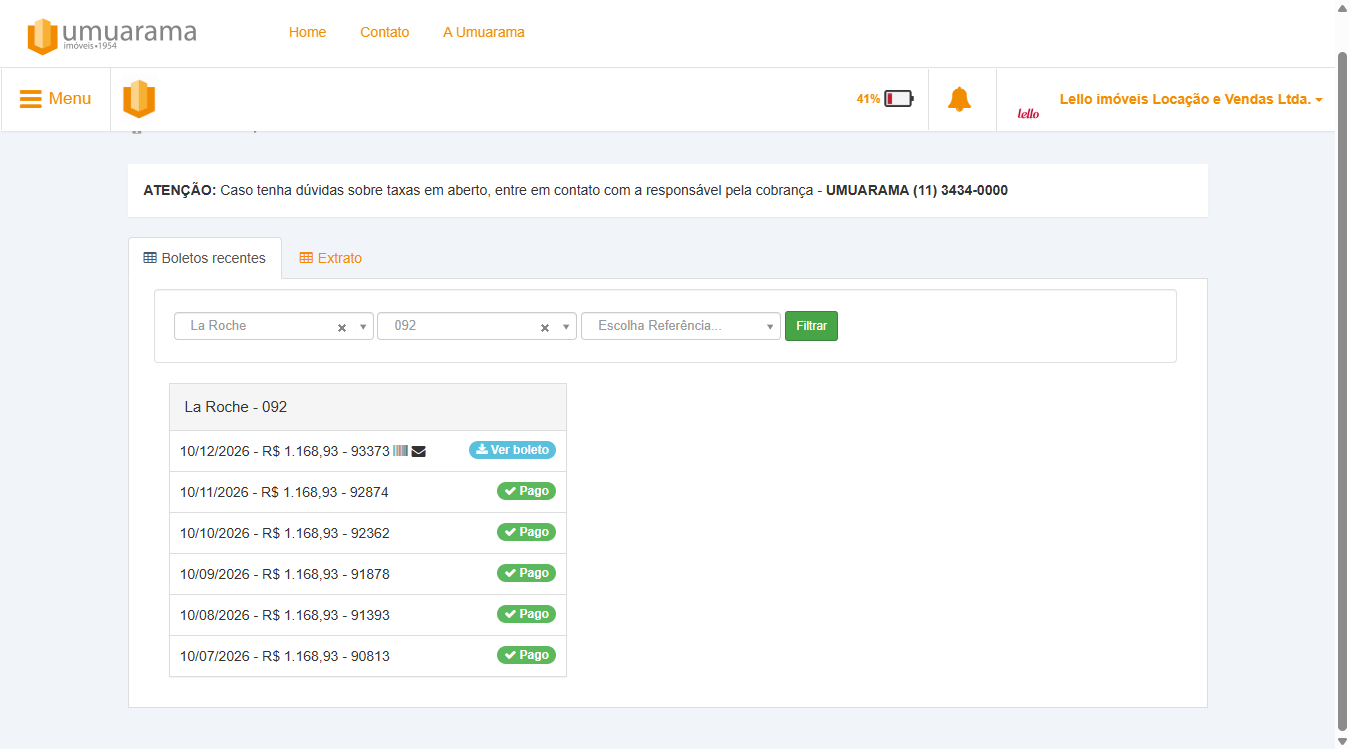 umuarama
imóveis•1954
Home
Contato
A Umuarama
Menu
41%
lello
Lello imóveis Locação e Vendas Ltda.
ATENÇÃO: Caso tenha dúvidas sobre taxas em aberto, entre em contato com a responsável pela cobrança - UMUARAMA (11) 3434-0000
Boletos recentes
Extrato
La Roche
092
Escolha Referência...
Filtrar
La Roche - 092
10/12/2026 - R$ 1.168,93 - 93373 Ver boleto
10/11/2026 - R$ 1.168,93 - 92874 Pago
10/10/2026 - R$ 1.168,93 - 92362 Pago
10/09/2026 - R$ 1.168,93 - 91878 Pago
10/08/2026 - R$ 1.168,93 - 91393 Pago
10/07/2026 - R$ 1.168,93 - 90813 Pago